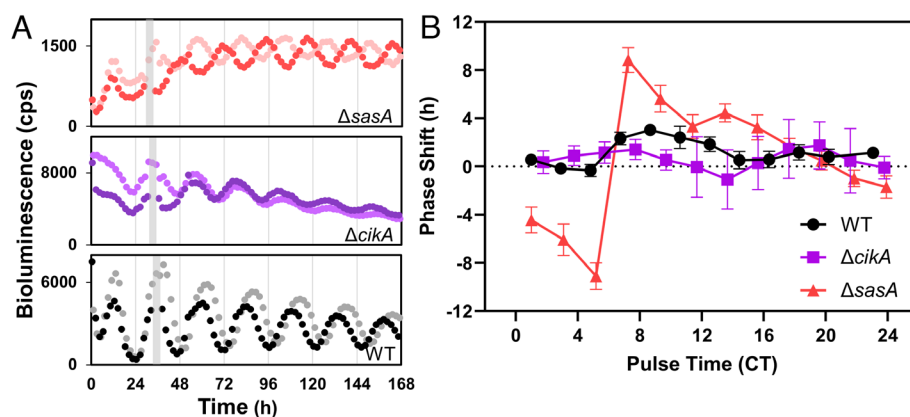 A
Bioluminescence (cps)
1500
0
ΔsasA
8000
0
ΔcikA
6000
0
WT
0 24 48 72 96 120 144 168
Time (h)
B
Phase Shift (h)
12
8
4
0
-4
-8
-12
WT
ΔcikA
ΔsasA
0 4 8 12 16 20 24
Pulse Time (CT)